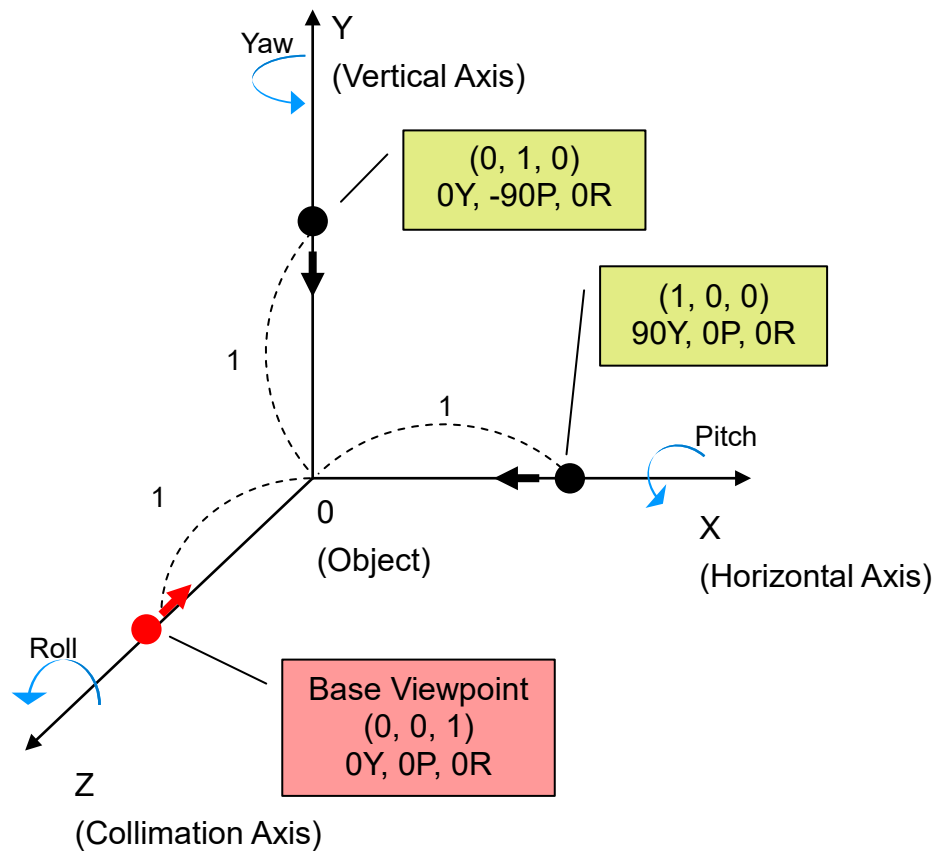 Y
Yaw
(Vertical Axis)
(0, 1, 0)
0Y, -90P, 0R
(1, 0, 0)
90Y, 0P, 0R
1
1
Pitch
1
0
X
(Object)
(Horizontal Axis)
Roll
Base Viewpoint
(0, 0, 1)
0Y, 0P, 0R
Z
(Collimation Axis)